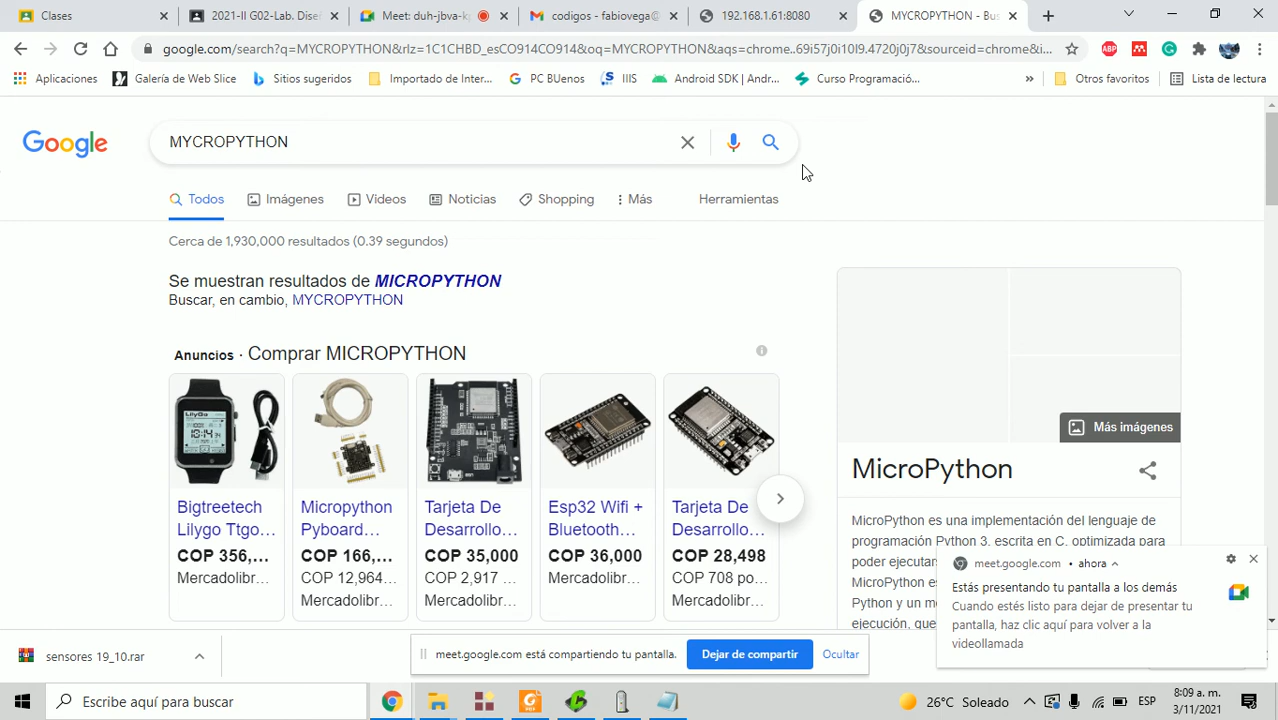 Clases
2021-II G02-Lab. Diseñ
Meet: duh-jbva-k
codigos - fabiovega@
192.168.1.61:8080
MYCROPYTHON - Bus
google.com/search?q=MYCROPYTHON&rlz=1C1CHBD_esCO914CO914&oq=MYCROPYTHON&aqs=chrome..69i57j0i10l9.4720j0j7&sourceid=chrome&i...
ABP
Aplicaciones
Galería de Web Slice
Sitios sugeridos
Importado de Inter...
PC BUenos
IIIS
Android SDK | Andr...
Curso Programació...
»
Otros favoritos
Lista de lectura
Google
MYCROPYTHON
Todos
Imágenes
Videos
Noticias
Shopping
Más
Herramientas
Cerca de 1,930,000 resultados (0.39 segundos)
Se muestran resultados de MICROPYTHON
Buscar, en cambio, MYCROPYTHON
Anuncios · Comprar MICROPYTHON
LilyGo
10:14
Bigtreetech
Lilygo Ttgo...
COP 356,...
Mercadolibr...
Micropython
Pyboard...
COP 166,...
COP 12,964...
Mercadolibr...
Tarjeta De
Desarrollo...
COP 35,000
COP 2,917 ...
Mercadolibr...
Esp32 Wifi +
Bluetooth...
COP 36,000
Mercadolibr...
Tarjeta De
Desarrollo...
COP 28,498
COP 708 po...
Mercadolibr...
Más imágenes
MicroPython
MicroPython es una implementación del lenguaje de
programación Python 3, escrita en C, optimizada para
poder ejecutars
MicroPython es
Python y un m
ejecución, que
meet.google.com • ahora
Estás presentando tu pantalla a los demás
Cuando estés listo para dejar de presentar tu
pantalla, haz clic aquí para volver a la
videollamada
sensores 19_10.rar
meet.google.com está compartiendo tu pantalla.
Dejar de compartir
Ocultar
Escribe aquí para buscar
26°C Soleado
ESP
8:09 a. m.
3/11/2021